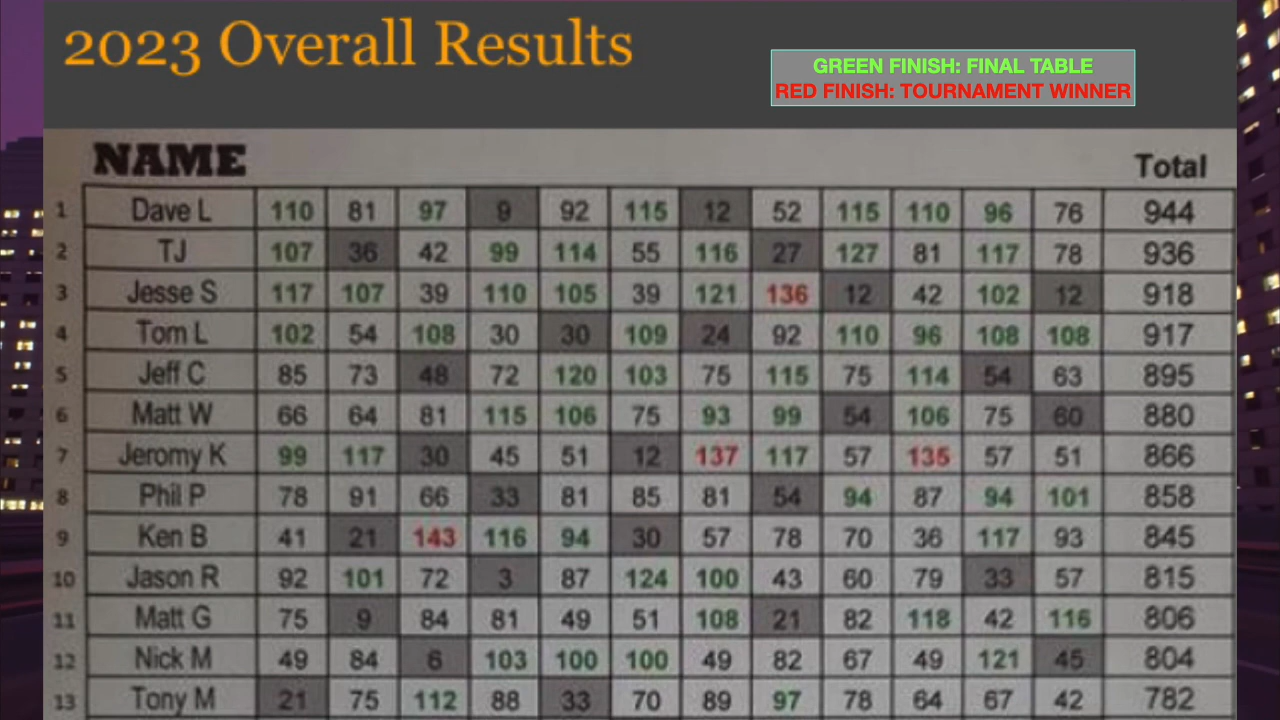 2023 Overall Results
GREEN FINISH: FINAL TABLE
RED FINISH: TOURNAMENT WINNER
NAME Total
1 Dave L 110 81 97 9 92 115 12 52 115 110 96 76 944
2 TJ 107 36 42 99 114 55 116 27 127 81 117 78 936
3 Jesse S 117 107 39 110 105 39 121 136 12 42 102 12 918
4 Tom L 102 54 108 30 30 109 24 92 110 96 108 108 917
5 Jeff C 85 73 48 72 120 103 75 115 75 114 54 63 895
6 Matt W 66 64 81 115 106 75 93 99 54 106 75 60 880
7 Jeromy K 99 117 30 45 51 12 137 117 57 135 57 51 866
8 Phil P 78 91 66 33 81 85 81 54 94 87 94 101 858
9 Ken B 41 21 143 116 94 30 57 78 70 36 117 93 845
10 Jason R 92 101 72 3 87 124 100 43 60 79 33 57 815
11 Matt G 75 9 84 81 49 51 108 21 82 118 42 116 806
12 Nick M 49 84 6 103 100 100 49 82 67 49 121 45 804
13 Tony M 21 75 112 88 33 70 89 97 78 64 67 42 782